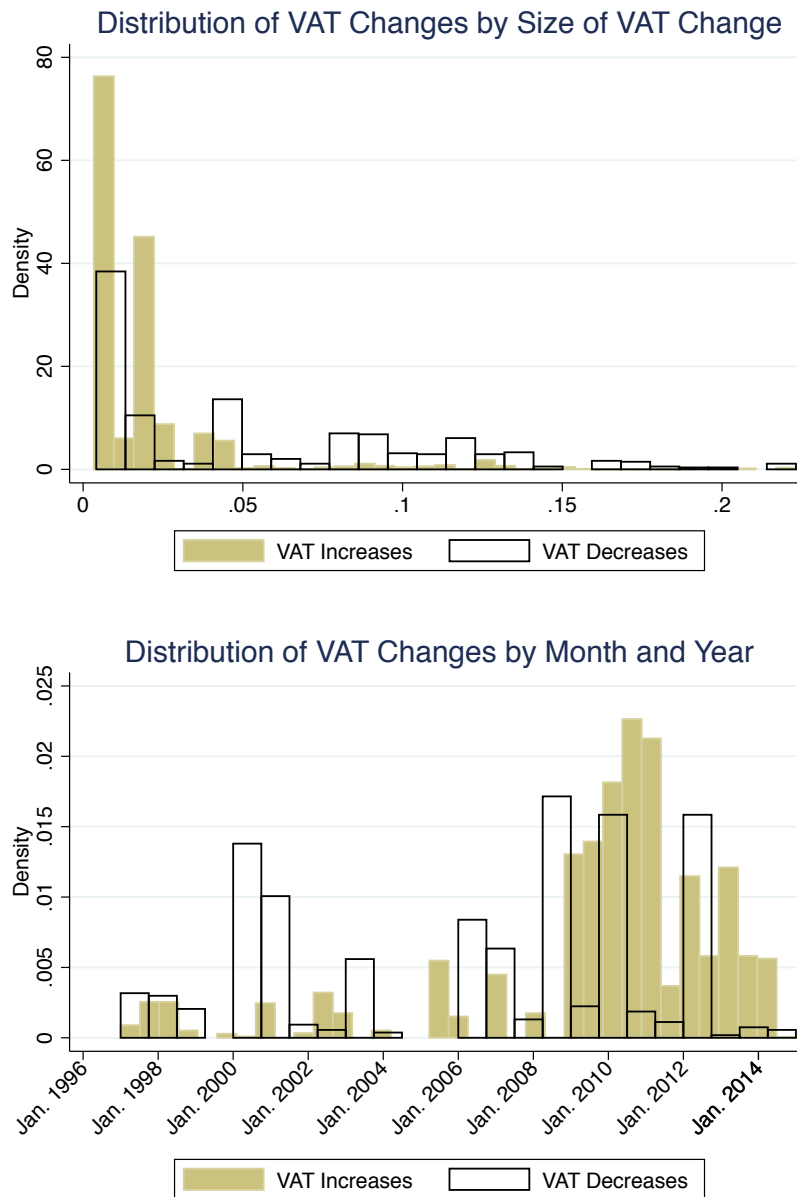 Distribution of VAT Changes by Size of VAT Change
80
60
40
20
0
Density
0 .05 .1 .15 .2
VAT Increases VAT Decreases
Distribution of VAT Changes by Month and Year
.025
.02
.015
.01
.005
0
Density
Jan. 1996 Jan. 1998 Jan. 2000 Jan. 2002 Jan. 2004 Jan. 2006 Jan. 2008 Jan. 2010 Jan. 2012 Jan. 2014
VAT Increases VAT Decreases